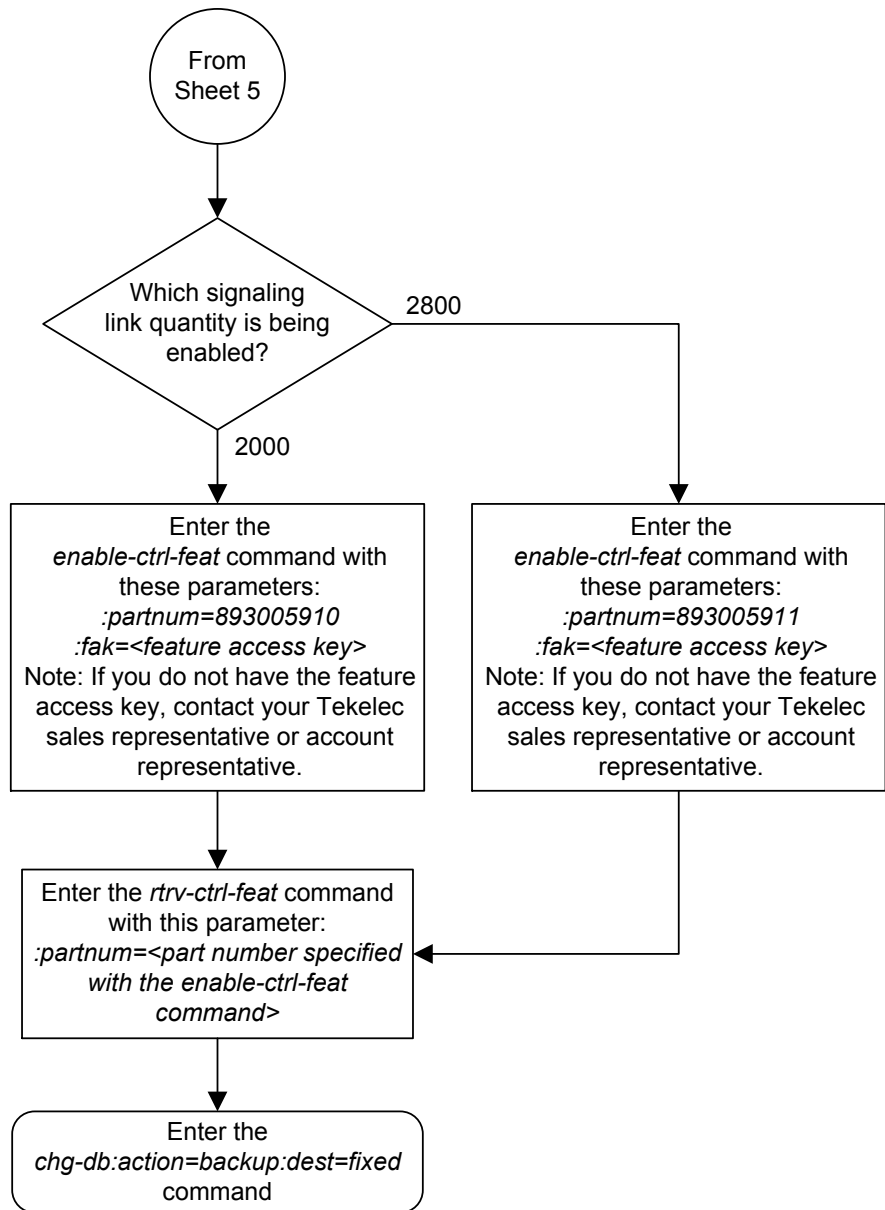 From
Sheet 5
Which signaling
link quantity is being
enabled?
2800
2000
Enter the
enable-ctrl-feat command with
these parameters:
:partnum=893005910
:fak=<feature access key>
Note: If you do not have the feature
access key, contact your Tekelec
sales representative or account
representative.
Enter the
enable-ctrl-feat command with
these parameters:
:partnum=893005911
:fak=<feature access key>
Note: If you do not have the feature
access key, contact your Tekelec
sales representative or account
representative.
Enter the rtrv-ctrl-feat command
with this parameter:
:partnum=<part number specified
with the enable-ctrl-feat
command>
Enter the
chg-db:action=backup:dest=fixed
command